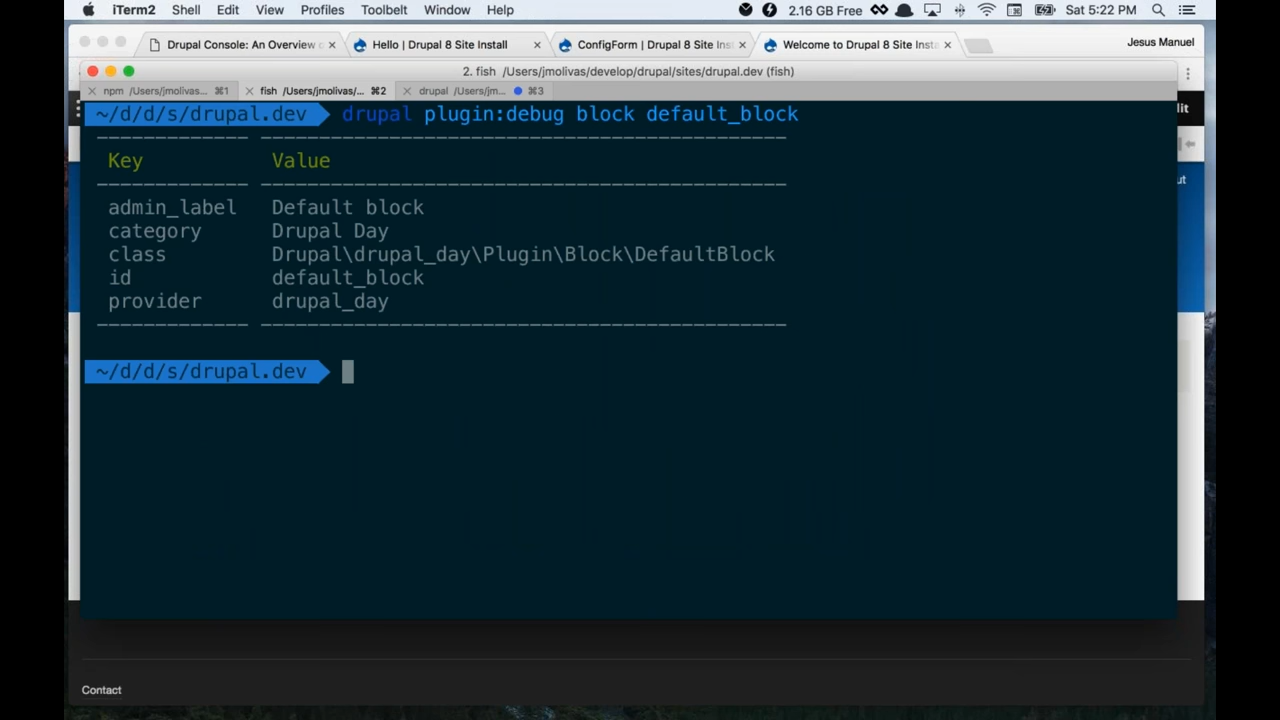 iTerm2 Shell Edit View Profiles Toolbelt Window Help 2.16 GB Free Sat 5:22 PM
Drupal Console: An Overview Hello | Drupal 8 Site Install ConfigForm | Drupal 8 Site Ins Welcome to Drupal 8 Site Insta Jesus Manuel
2. fish /Users/jmolivas/develop/drupal/sites/drupal.dev (fish)
npm /Users/jmolivas... ⌘1 fish /Users/jmolivas/... ⌘2 drupal /Users/jm... ⌘3
~/d/d/s/drupal.dev drupal plugin:debug block default_block
Key Value
admin_label Default block
category Drupal Day
class Drupal\drupal_day\Plugin\Block\DefaultBlock
id default_block
provider drupal_day
~/d/d/s/drupal.dev
Contact